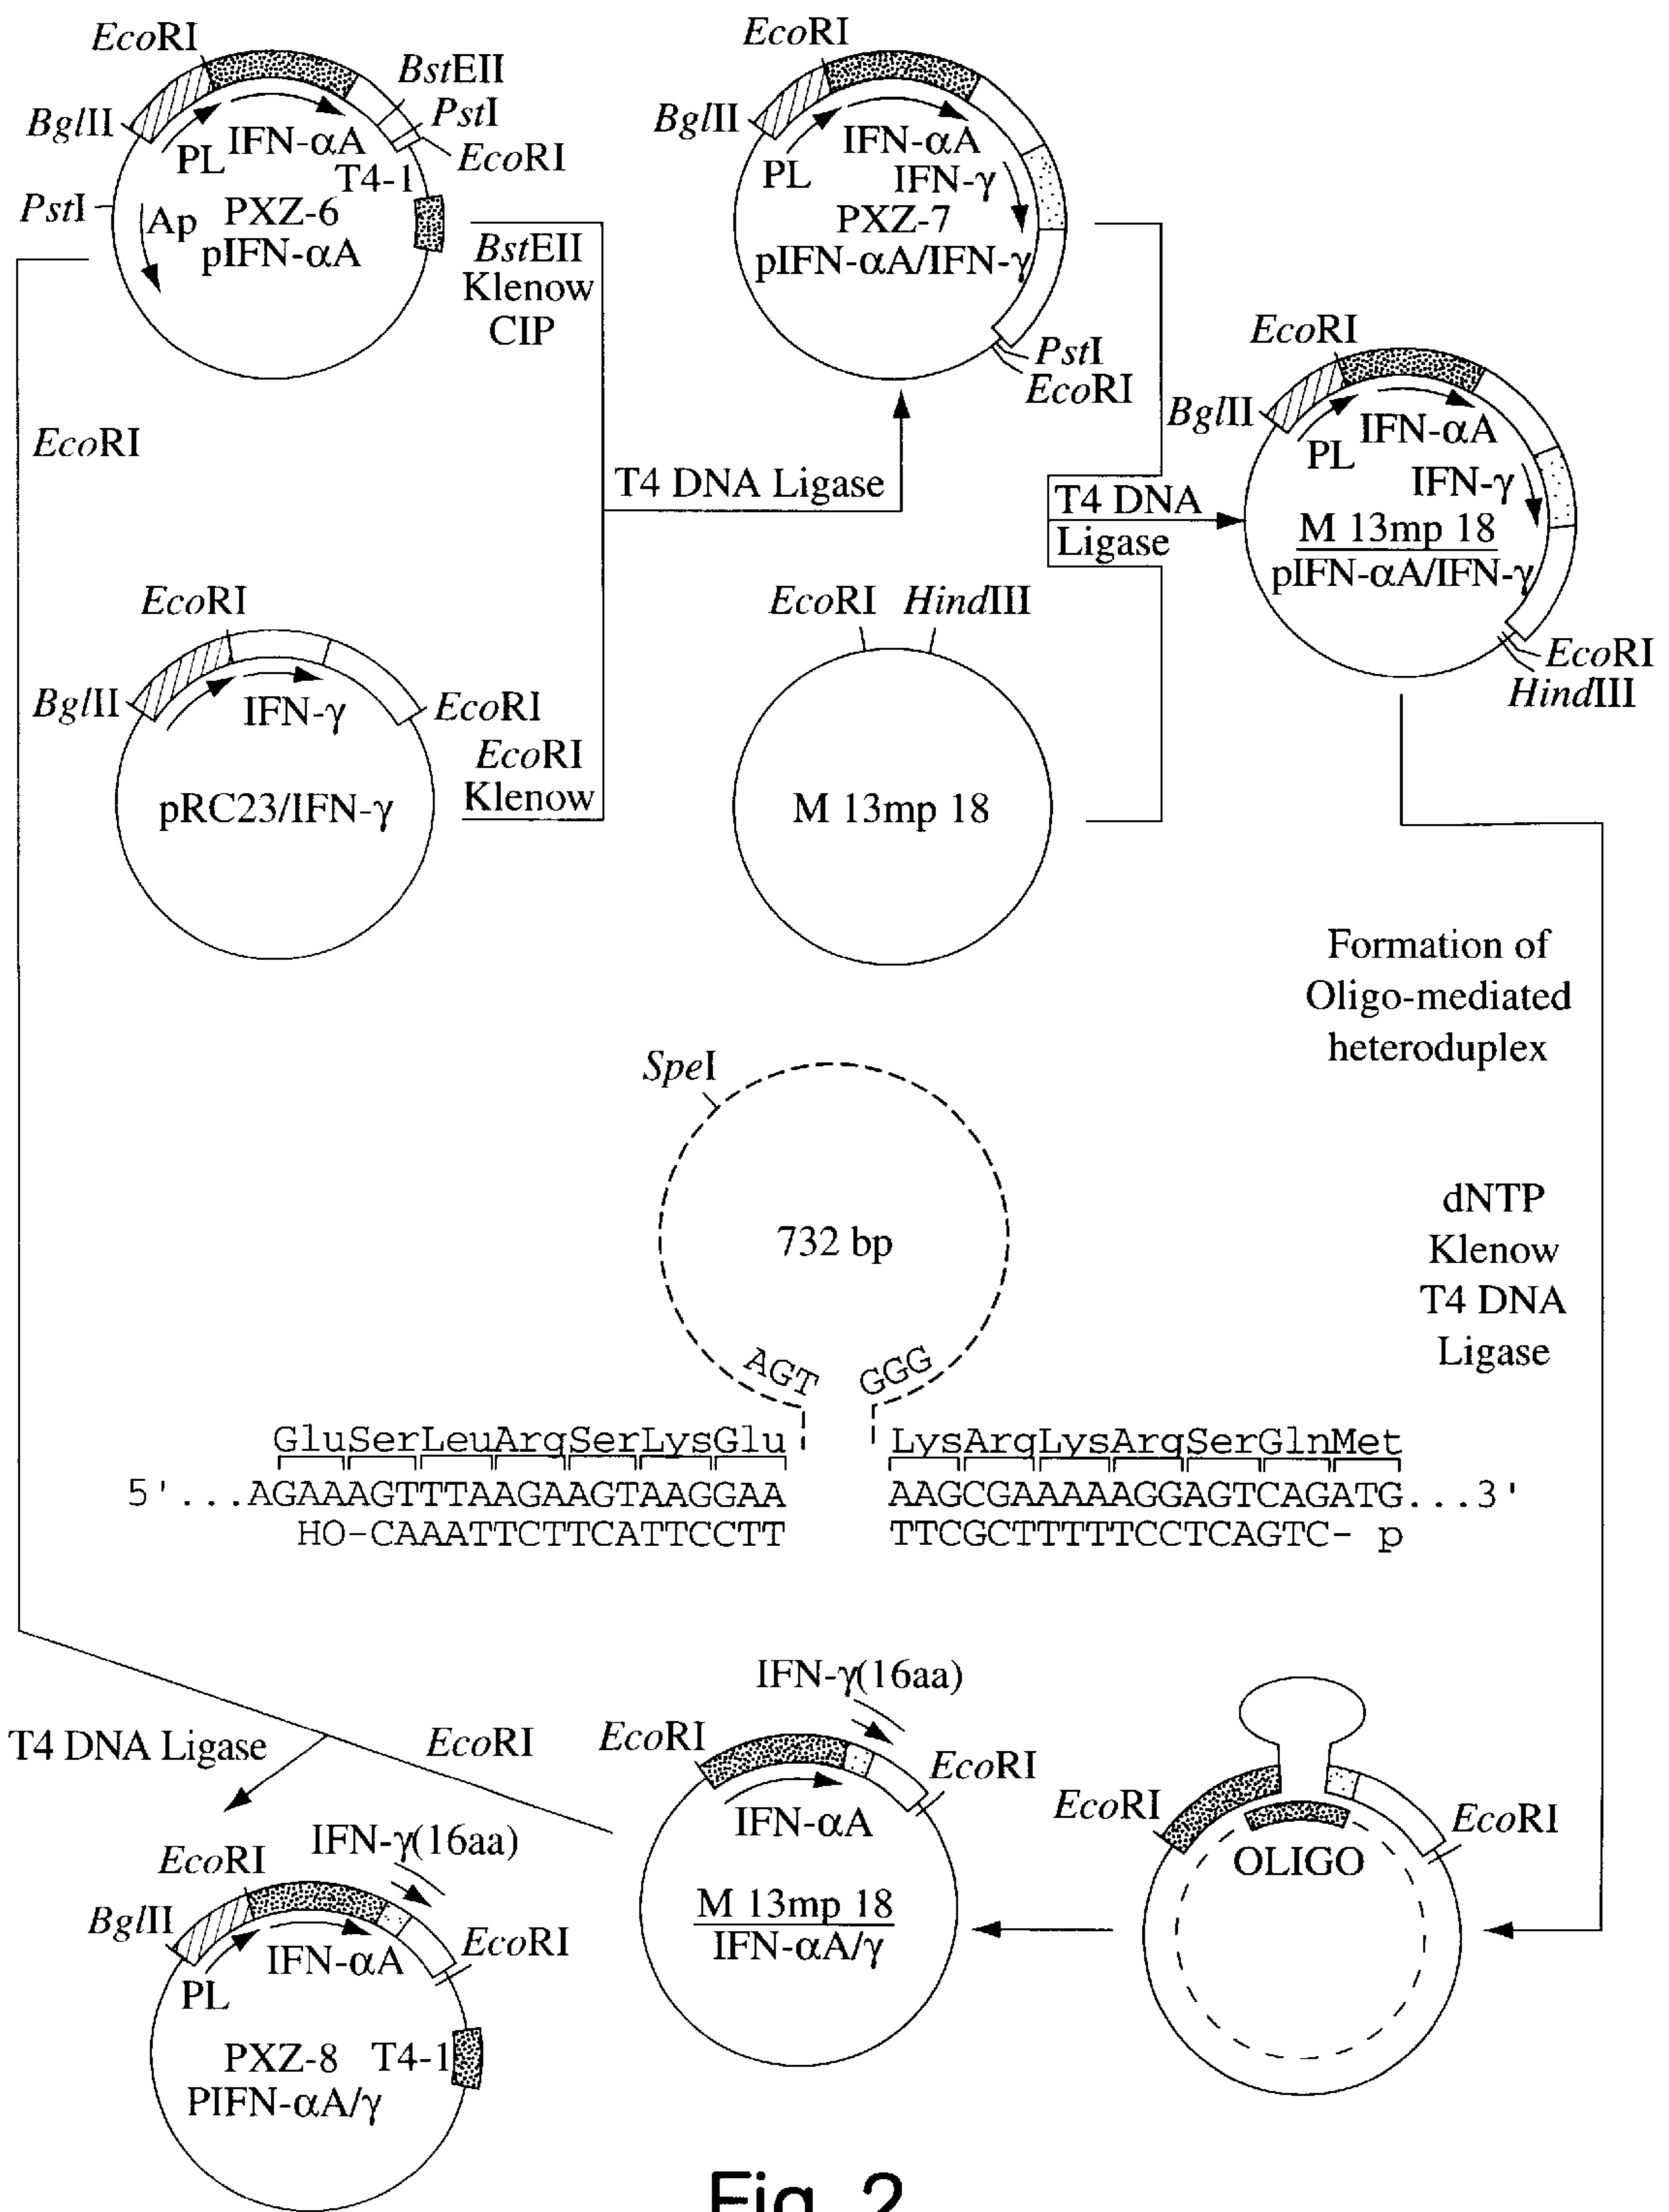 EcoRI
BstEII
PstI
EcoRI
BglII
PL
IFN-αA
T4-1
PstI
Ap
PXZ-6
pIFN-αA
BstEII
Klenow
CIP
EcoRI
BglII
PL
IFN-αA
IFN-γ
PXZ-7
pIFN-αA/IFN-γ
PstI
EcoRI
EcoRI
T4 DNA Ligase
T4 DNA
Ligase
EcoRI
BglII
PL
IFN-αA
IFN-γ
M 13mp 18
pIFN-αA/IFN-γ
EcoRI
HindIII
EcoRI
BglII
IFN-γ
EcoRI
EcoRI
Klenow
pRC23/IFN-γ
EcoRI HindIII
M 13mp 18
Formation of
Oligo-mediated
heteroduplex
SpeI
732 bp
AGT GGG
dNTP
Klenow
T4 DNA
Ligase
GluSerLeuArgSerLysGlu LysArgLysArgSerGlnMet
5'...AGAAAGTTTAAGAAGTAAGGAA AAGCGAAAAAGGAGTCAGATG...3'
HO-CAAATTCTTCATTCCTT TTCGCTTTTTCCTCAGTC- p
T4 DNA Ligase
EcoRI
IFN-γ(16aa)
EcoRI
EcoRI
IFN-αA
M 13mp 18
IFN-αA/γ
EcoRI
EcoRI
OLIGO
IFN-γ(16aa)
EcoRI
BglII
EcoRI
IFN-αA
PL
PXZ-8
T4-1
PIFN-αA/γ
Fig. 2